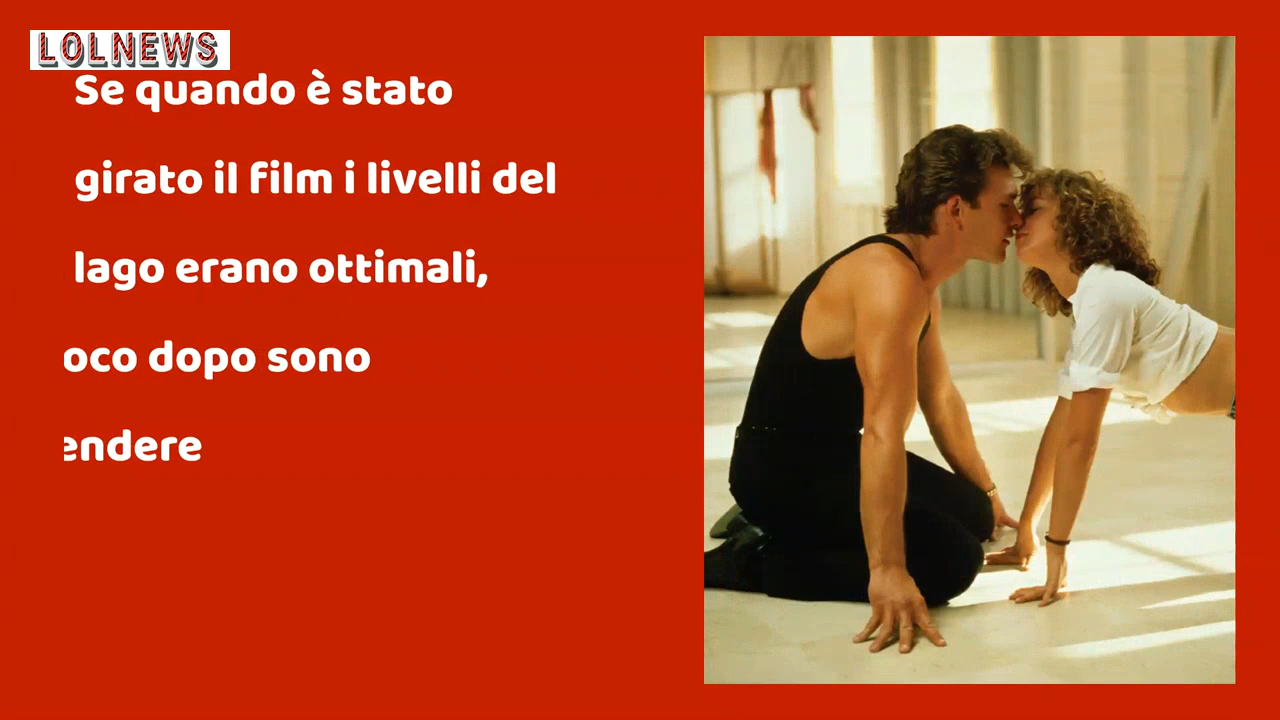 LOLNEWS
Se quando è stato
girato il film i livelli del
lago erano ottimali,
oco dopo sono
endere